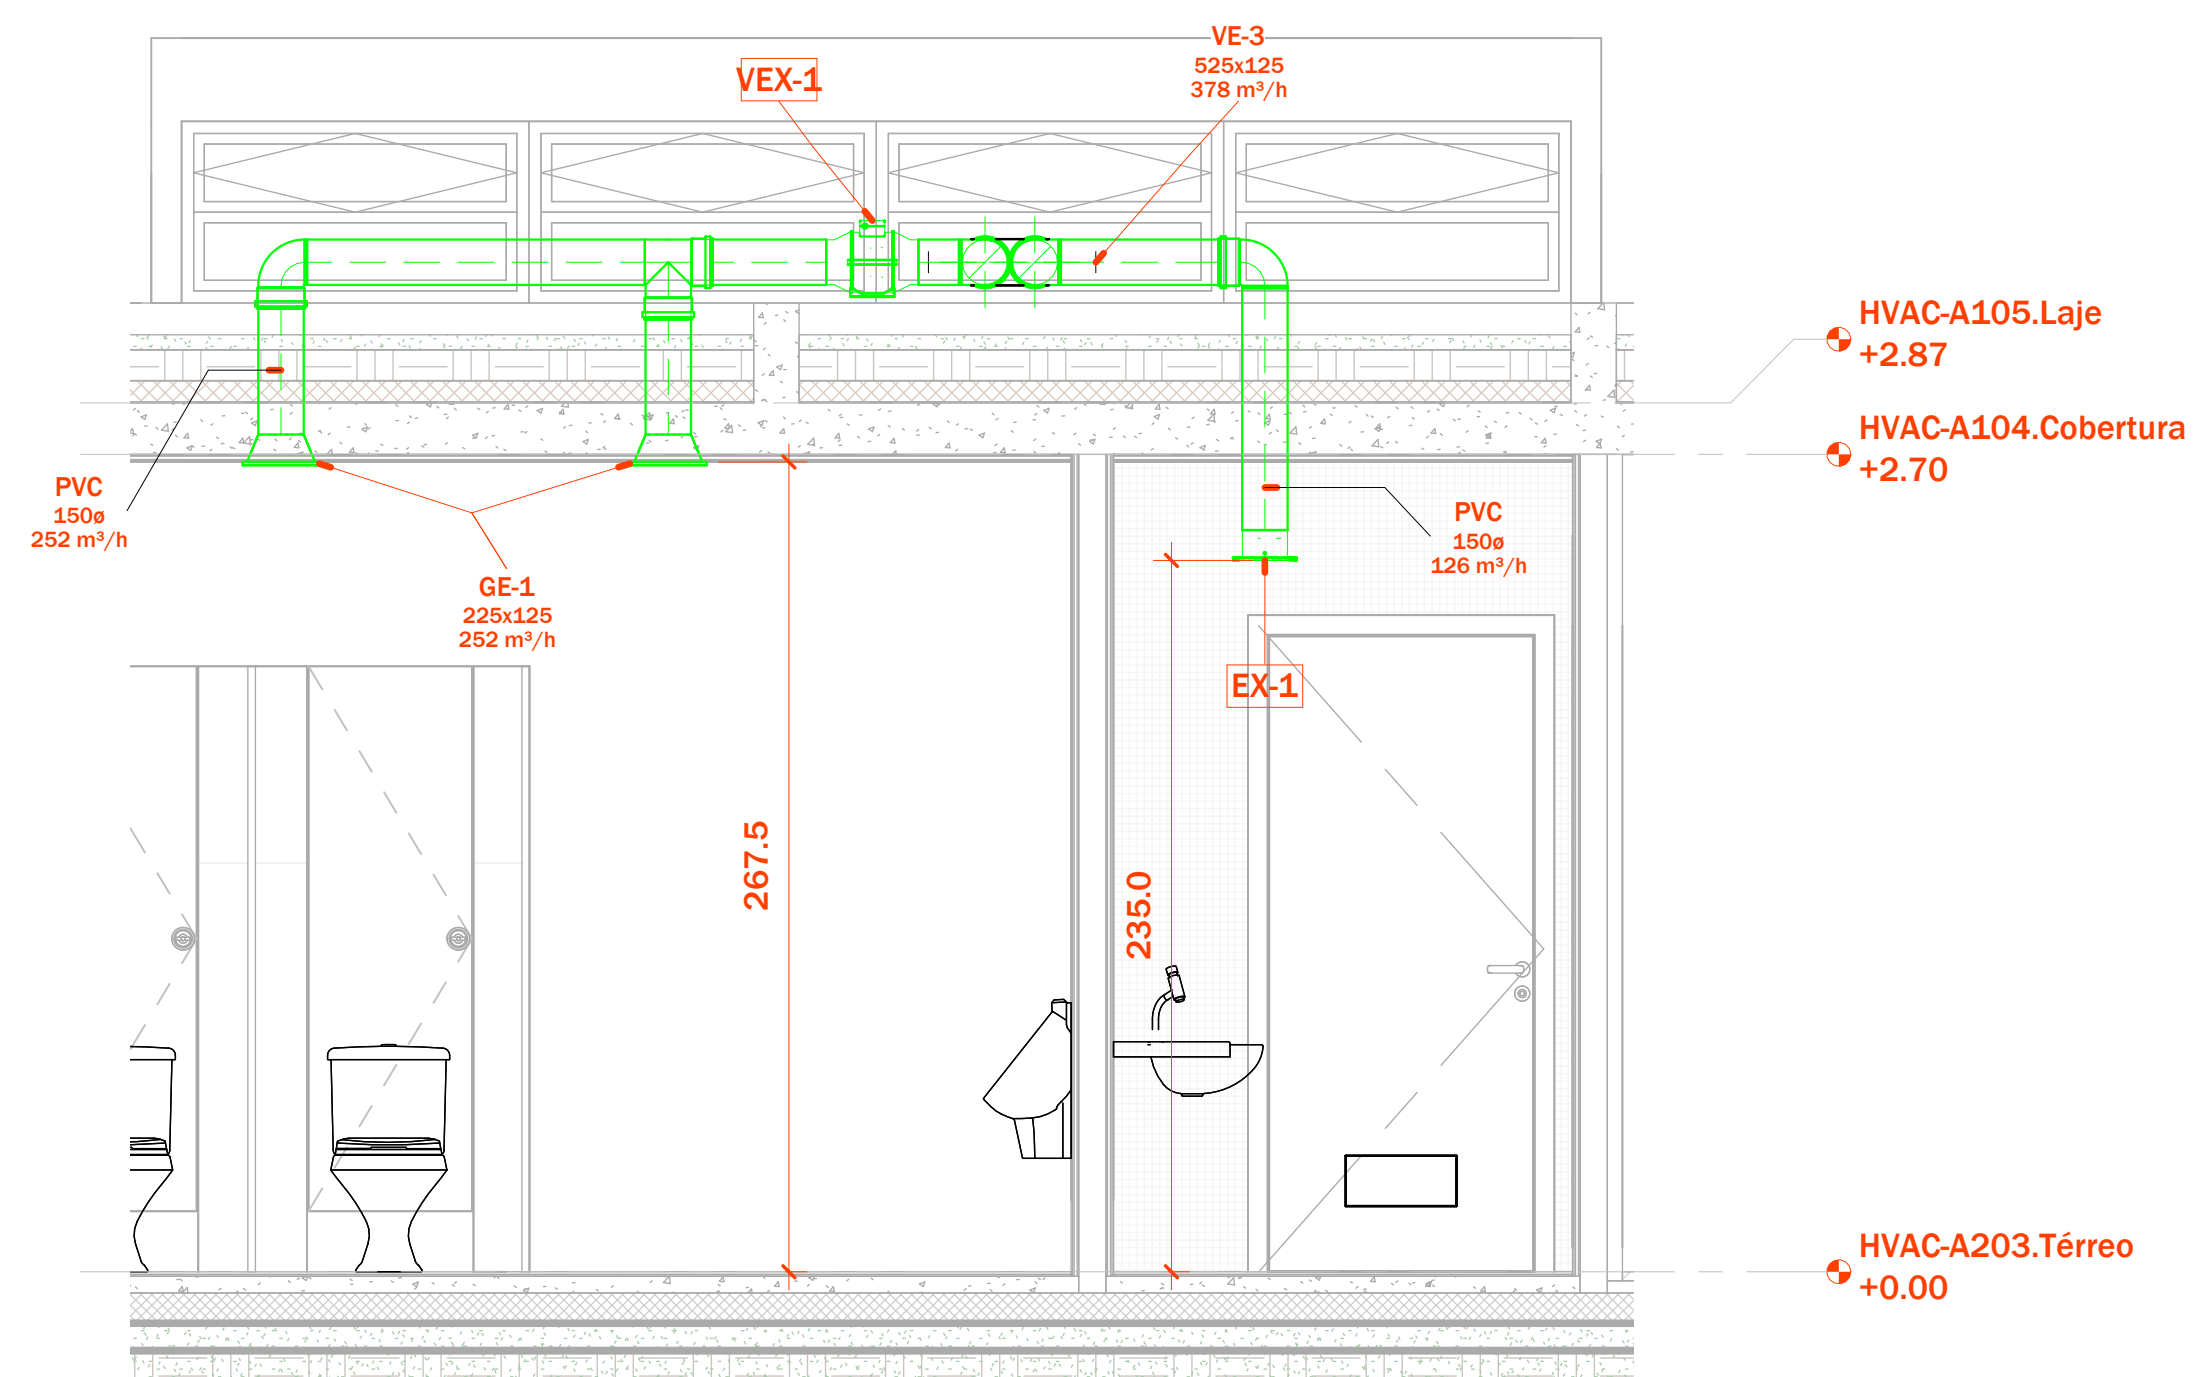 VE-3
525x125
378 m³/h
VEX-1
HVAC-A105.Laje
+2.87
HVAC-A104.Cobertura
+2.70
PVC
150ø
252 m³/h
PVC
150ø
126 m³/h
GE-1
225x125
252 m³/h
EX-1
267.5
235.0
HVAC-A203.Térreo
+0.00